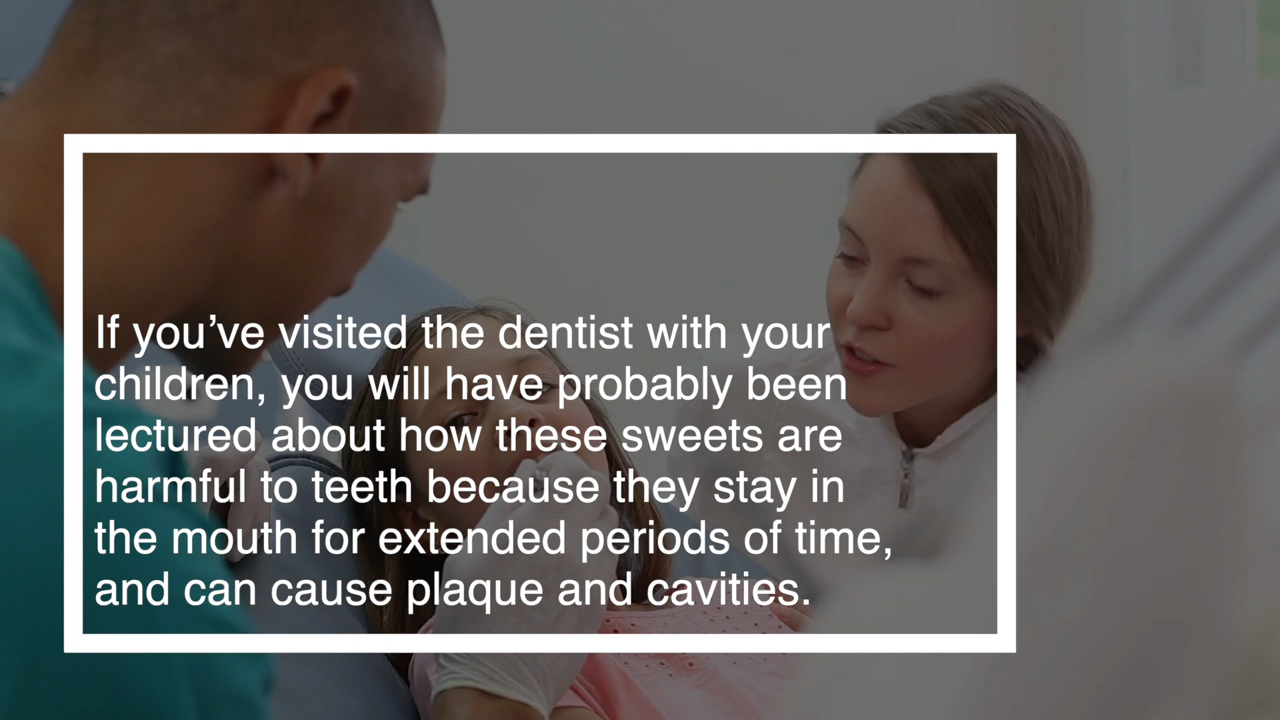 If you’ve visited the dentist with your
children, you will have probably been
lectured about how these sweets are
harmful to teeth because they stay in
the mouth for extended periods of time,
and can cause plaque and cavities.